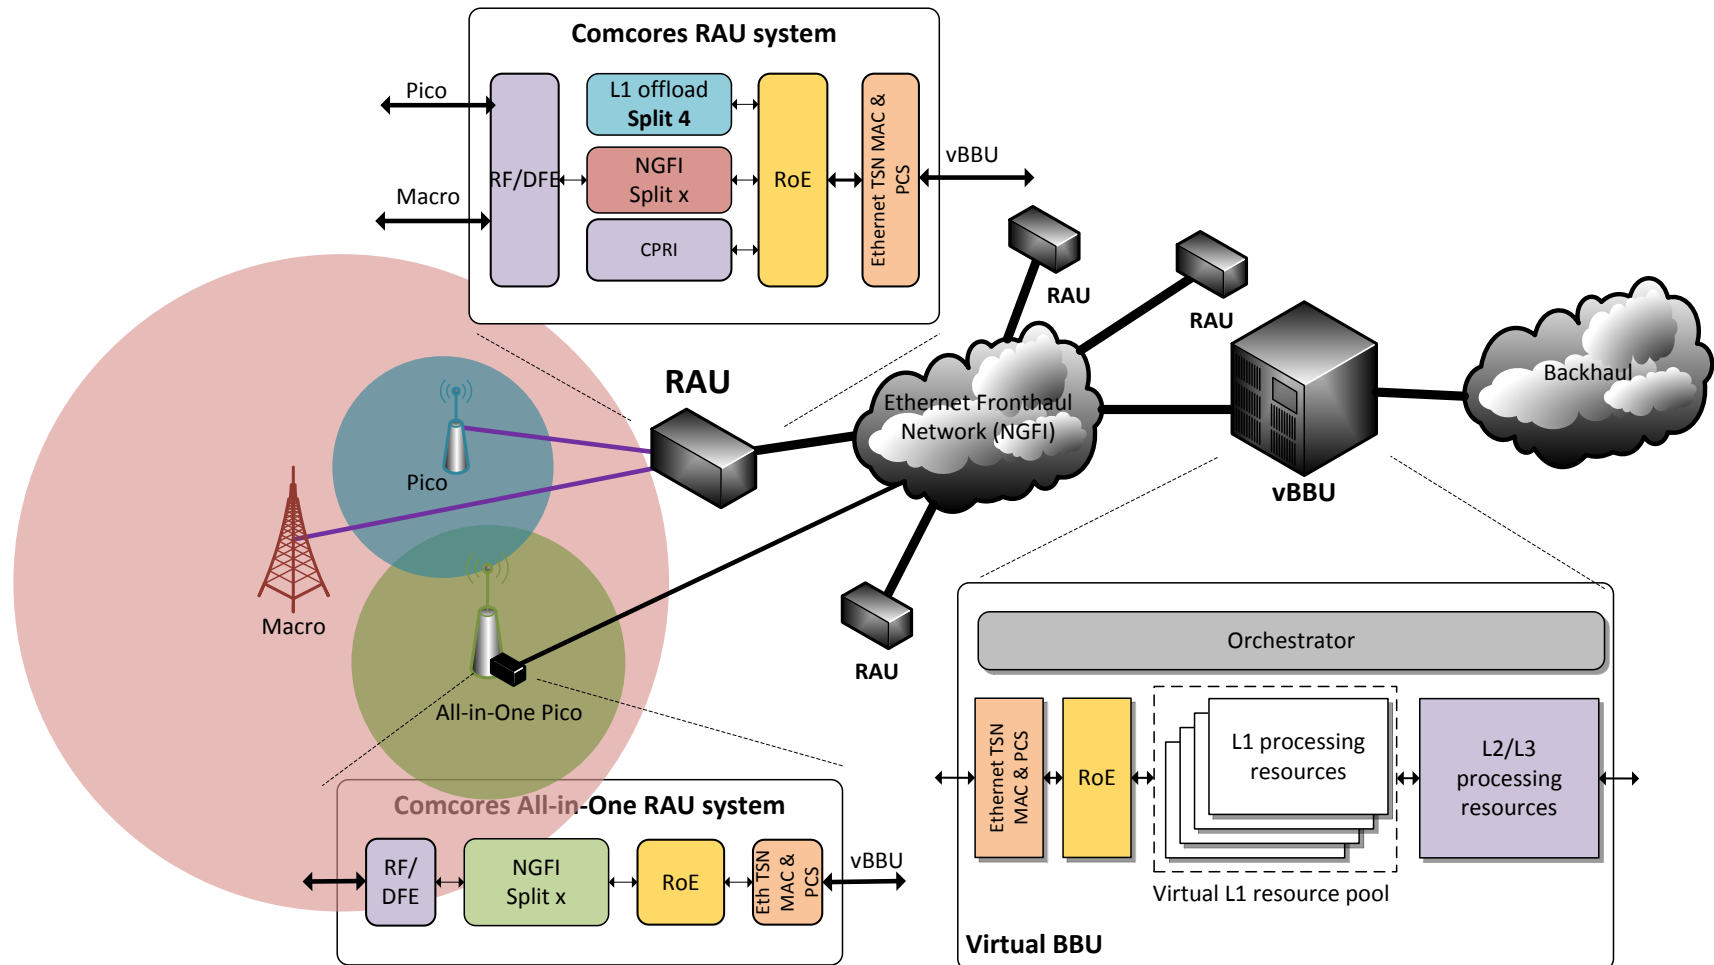 Comcores RAU system
Pico
Macro
RF/DFE
L1 offload
Split 4
NGFI
Split x
CPRI
RoE
Ethernet TSN MAC &
PCS
vBBU
RAU
RAU
RAU
Ethernet Fronthaul
Network (NGFI)
Backhaul
vBBU
Pico
Macro
All-in-One Pico
RAU
Comcores All-in-One RAU system
RF/
DFE
NGFI
Split x
RoE
Eth TSN
MAC &
PCS
vBBU
Orchestrator
Ethernet TSN
MAC & PCS
RoE
L1 processing
resources
L2/L3
processing
resources
Virtual L1 resource pool
Virtual BBU